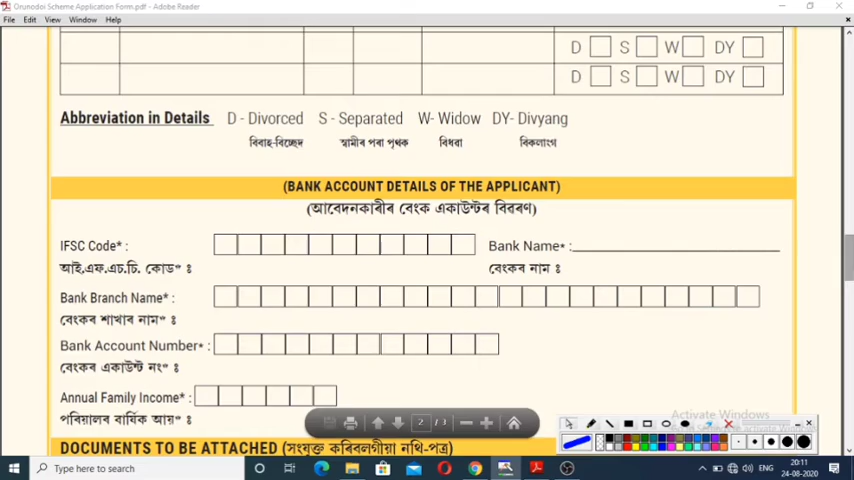 Orunodoi Scheme Application Form.pdf - Adobe Reader
File Edit View Window Help
D S W DY
D S W DY
Abbreviation in Details D - Divorced S - Separated W- Widow DY- Divyang
বিবাহ-বিচ্ছেদ স্বামীৰ পৰা পৃথক বিধৱা বিকলাংগ
(BANK ACCOUNT DETAILS OF THE APPLICANT)
(আবেদনকাৰীৰ বেংক একাউন্টৰ বিৱৰণ)
IFSC Code* : Bank Name* :
আই.এফ.এচ.চি. কোড* ঃ বেংকৰ নাম ঃ
Bank Branch Name* :
বেংকৰ শাখাৰ নাম* ঃ
Bank Account Number* :
বেংকৰ একাউন্ট নং* ঃ
Annual Family Income* :
পৰিয়ালৰ বাৰ্ষিক আয়* ঃ
2 / 3
Activate Windows
DOCUMENTS TO BE ATTACHED (সংযুক্ত কৰিবলগীয়া নথি-পত্ৰ)
Type here to search
ENG
20:11
24-08-2020